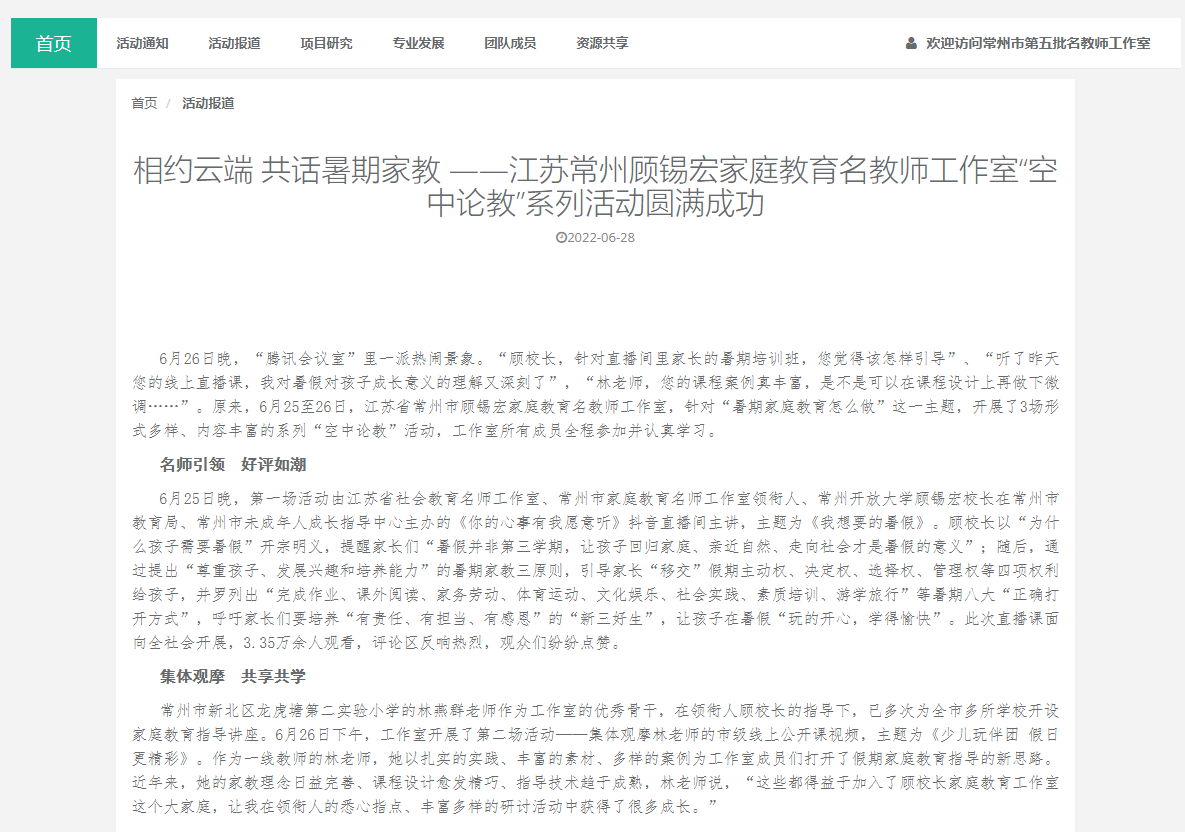 首页 活动通知 活动报道 项目研究 专业发展 团队成员 资源共享 欢迎访问常州市第五批名教师工作室
首页 / 活动报道
相约云端 共话暑期家教 ——江苏常州顾锡宏家庭教育名教师工作室“空
中论教”系列活动圆满成功
2022-06-28
6月26日晚，“腾讯会议室”里一派热闹景象。“顾校长，针对直播间里家长的暑期培训班，您觉得该怎样引导”、“听了昨天
您的线上直播课，我对暑假对孩子成长意义的理解又深刻了”，“林老师，您的课程案例真丰富，是不是可以在课程设计上再做下微
调……”。原来，6月25至26日，江苏省常州市顾锡宏家庭教育名教师工作室，针对“暑期家庭教育怎么做”这一主题，开展了3场形
式多样、内容丰富的系列“空中论教”活动，工作室所有成员全程参加并认真学习。
名师引领　好评如潮
6月25日晚，第一场活动由江苏省社会教育名师工作室、常州市家庭教育名师工作室领衔人、常州开放大学顾锡宏校长在常州市
教育局、常州市未成年人成长指导中心主办的《你的心事有我愿意听》抖音直播间主讲，主题为《我想要的暑假》。顾校长以“为什
么孩子需要暑假”开宗明义，提醒家长们“暑假并非第三学期，让孩子回归家庭、亲近自然、走向社会才是暑假的意义”；随后，通
过提出“尊重孩子、发展兴趣和培养能力”的暑期家教三原则，引导家长“移交”假期主动权、决定权、选择权、管理权等四项权利
给孩子，并罗列出“完成作业、课外阅读、家务劳动、体育运动、文化娱乐、社会实践、素质培训、游学旅行”等暑期八大“正确打
开方式”，呼吁家长们要培养“有责任、有担当、有感恩”的“新三好生”，让孩子在暑假“玩的开心，学得愉快”。此次直播课面
向全社会开展，3.35万余人观看，评论区反响热烈，观众们纷纷点赞。
集体观摩　共享共学
常州市新北区龙虎塘第二实验小学的林燕群老师作为工作室的优秀骨干，在领衔人顾校长的指导下，已多次为全市多所学校开设
家庭教育指导讲座。6月26日下午，工作室开展了第二场活动——集体观摩林老师的市级线上公开课视频，主题为《少儿玩伴团 假日
更精彩》。作为一线教师的林老师，她以扎实的实践、丰富的素材、多样的案例为工作室成员们打开了假期家庭教育指导的新思路。
近年来，她的家教理念日益完善、课程设计愈发精巧、指导技术趋于成熟，林老师说，“这些都得益于加入了顾校长家庭教育工作室
这个大家庭，让我在领衔人的悉心指点、丰富多样的研讨活动中获得了很多成长。”